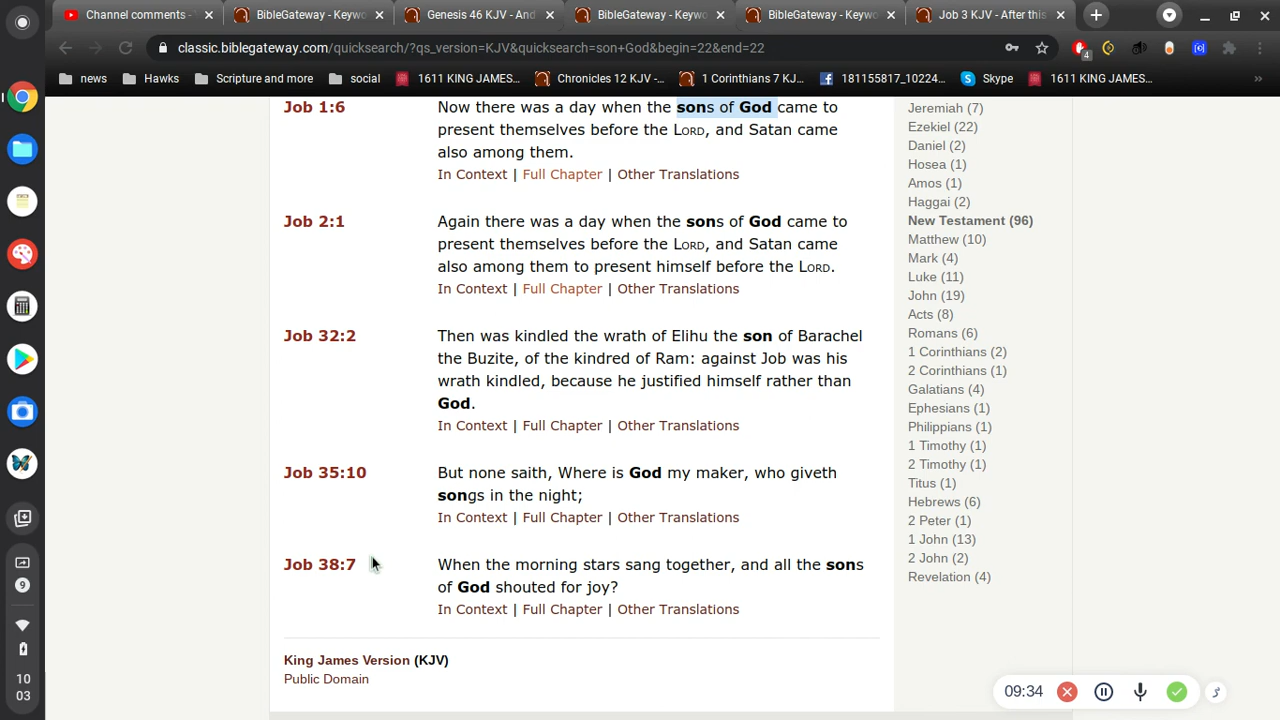 Channel comments -
BibleGateway - Keywo
Genesis 46 KJV - And
BibleGateway - Keywo
BibleGateway - Keywo
Job 3 KJV - After this
classic.biblegateway.com/quicksearch/?qs_version=KJV&quicksearch=son+God&begin=22&end=22
4
news
Hawks
Scripture and more
social
1611 KING JAMES...
Chronicles 12 KJV -...
1 Corinthians 7 KJ...
181155817_10224...
Skype
1611 KING JAMES...
»
Job 1:6
Now there was a day when the sons of God came to
present themselves before the LORD, and Satan came
also among them.
In Context | Full Chapter | Other Translations
Job 2:1
Again there was a day when the sons of God came to
present themselves before the LORD, and Satan came
also among them to present himself before the LORD.
In Context | Full Chapter | Other Translations
Job 32:2
Then was kindled the wrath of Elihu the son of Barachel
the Buzite, of the kindred of Ram: against Job was his
wrath kindled, because he justified himself rather than
God.
In Context | Full Chapter | Other Translations
Job 35:10
But none saith, Where is God my maker, who giveth
songs in the night;
In Context | Full Chapter | Other Translations
Job 38:7
When the morning stars sang together, and all the sons
of God shouted for joy?
In Context | Full Chapter | Other Translations
King James Version (KJV)
Public Domain
Jeremiah (7)
Ezekiel (22)
Daniel (2)
Hosea (1)
Amos (1)
Haggai (2)
New Testament (96)
Matthew (10)
Mark (4)
Luke (11)
John (19)
Acts (8)
Romans (6)
1 Corinthians (2)
2 Corinthians (1)
Galatians (4)
Ephesians (1)
Philippians (1)
1 Timothy (1)
2 Timothy (1)
Titus (1)
Hebrews (6)
2 Peter (1)
1 John (13)
2 John (2)
Revelation (4)
9
10
03
09:34